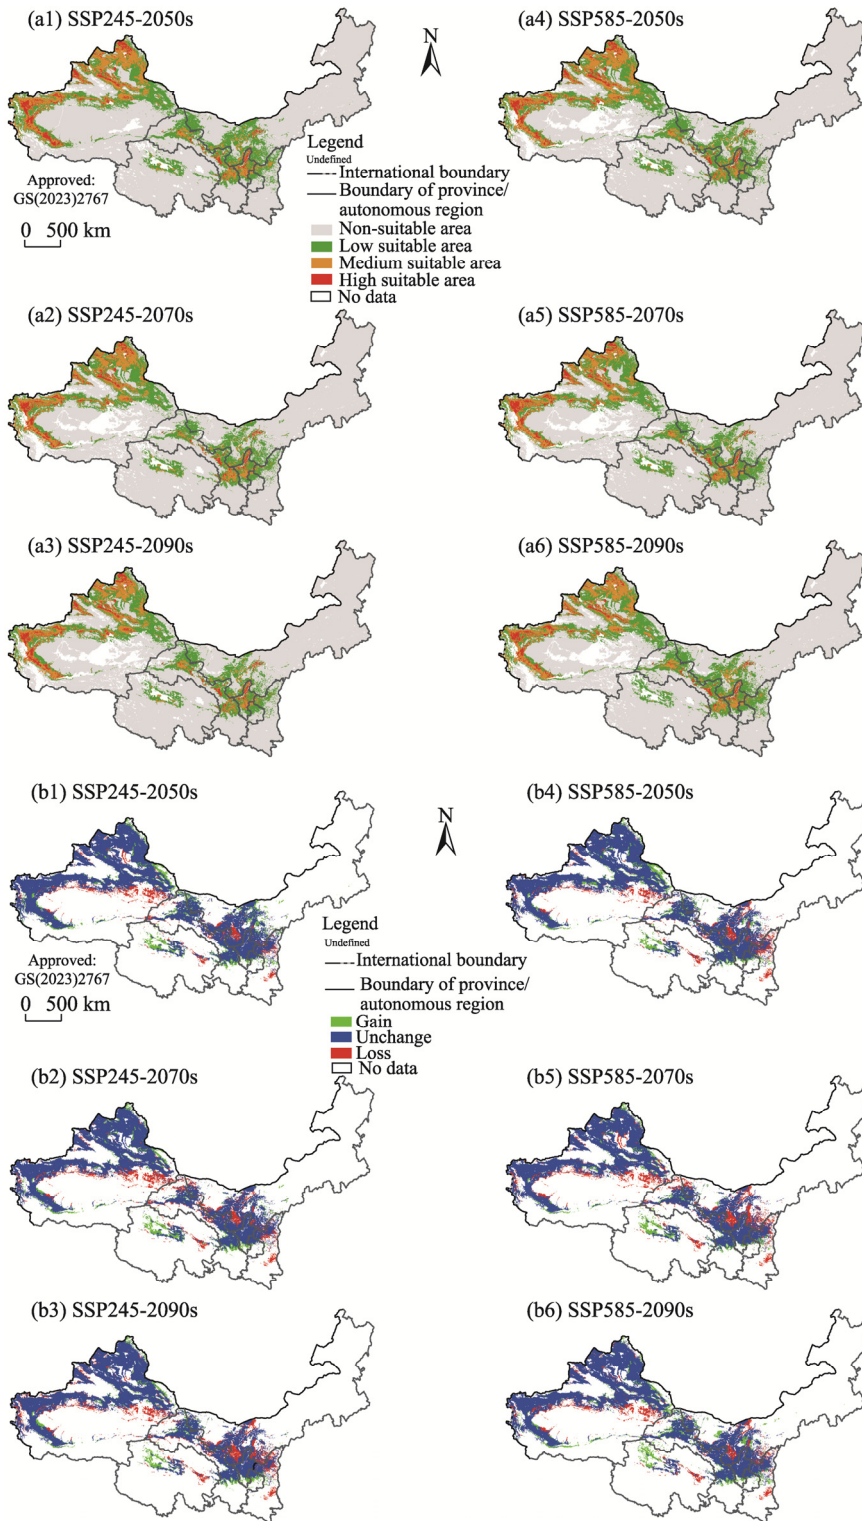 (a1) SSP245-2050s
(a4) SSP585-2050s
N
Legend
Undefined
International boundary
Boundary of province/
autonomous region
Non-suitable area
Low suitable area
Medium suitable area
High suitable area
No data
Approved:
GS(2023)2767
0 500 km
(a2) SSP245-2070s
(a5) SSP585-2070s
(a3) SSP245-2090s
(a6) SSP585-2090s
(b1) SSP245-2050s
(b4) SSP585-2050s
N
Legend
Undefined
International boundary
Boundary of province/
autonomous region
Gain
Unchange
Loss
No data
Approved:
GS(2023)2767
0 500 km
(b2) SSP245-2070s
(b5) SSP585-2070s
(b3) SSP245-2090s
(b6) SSP585-2090s